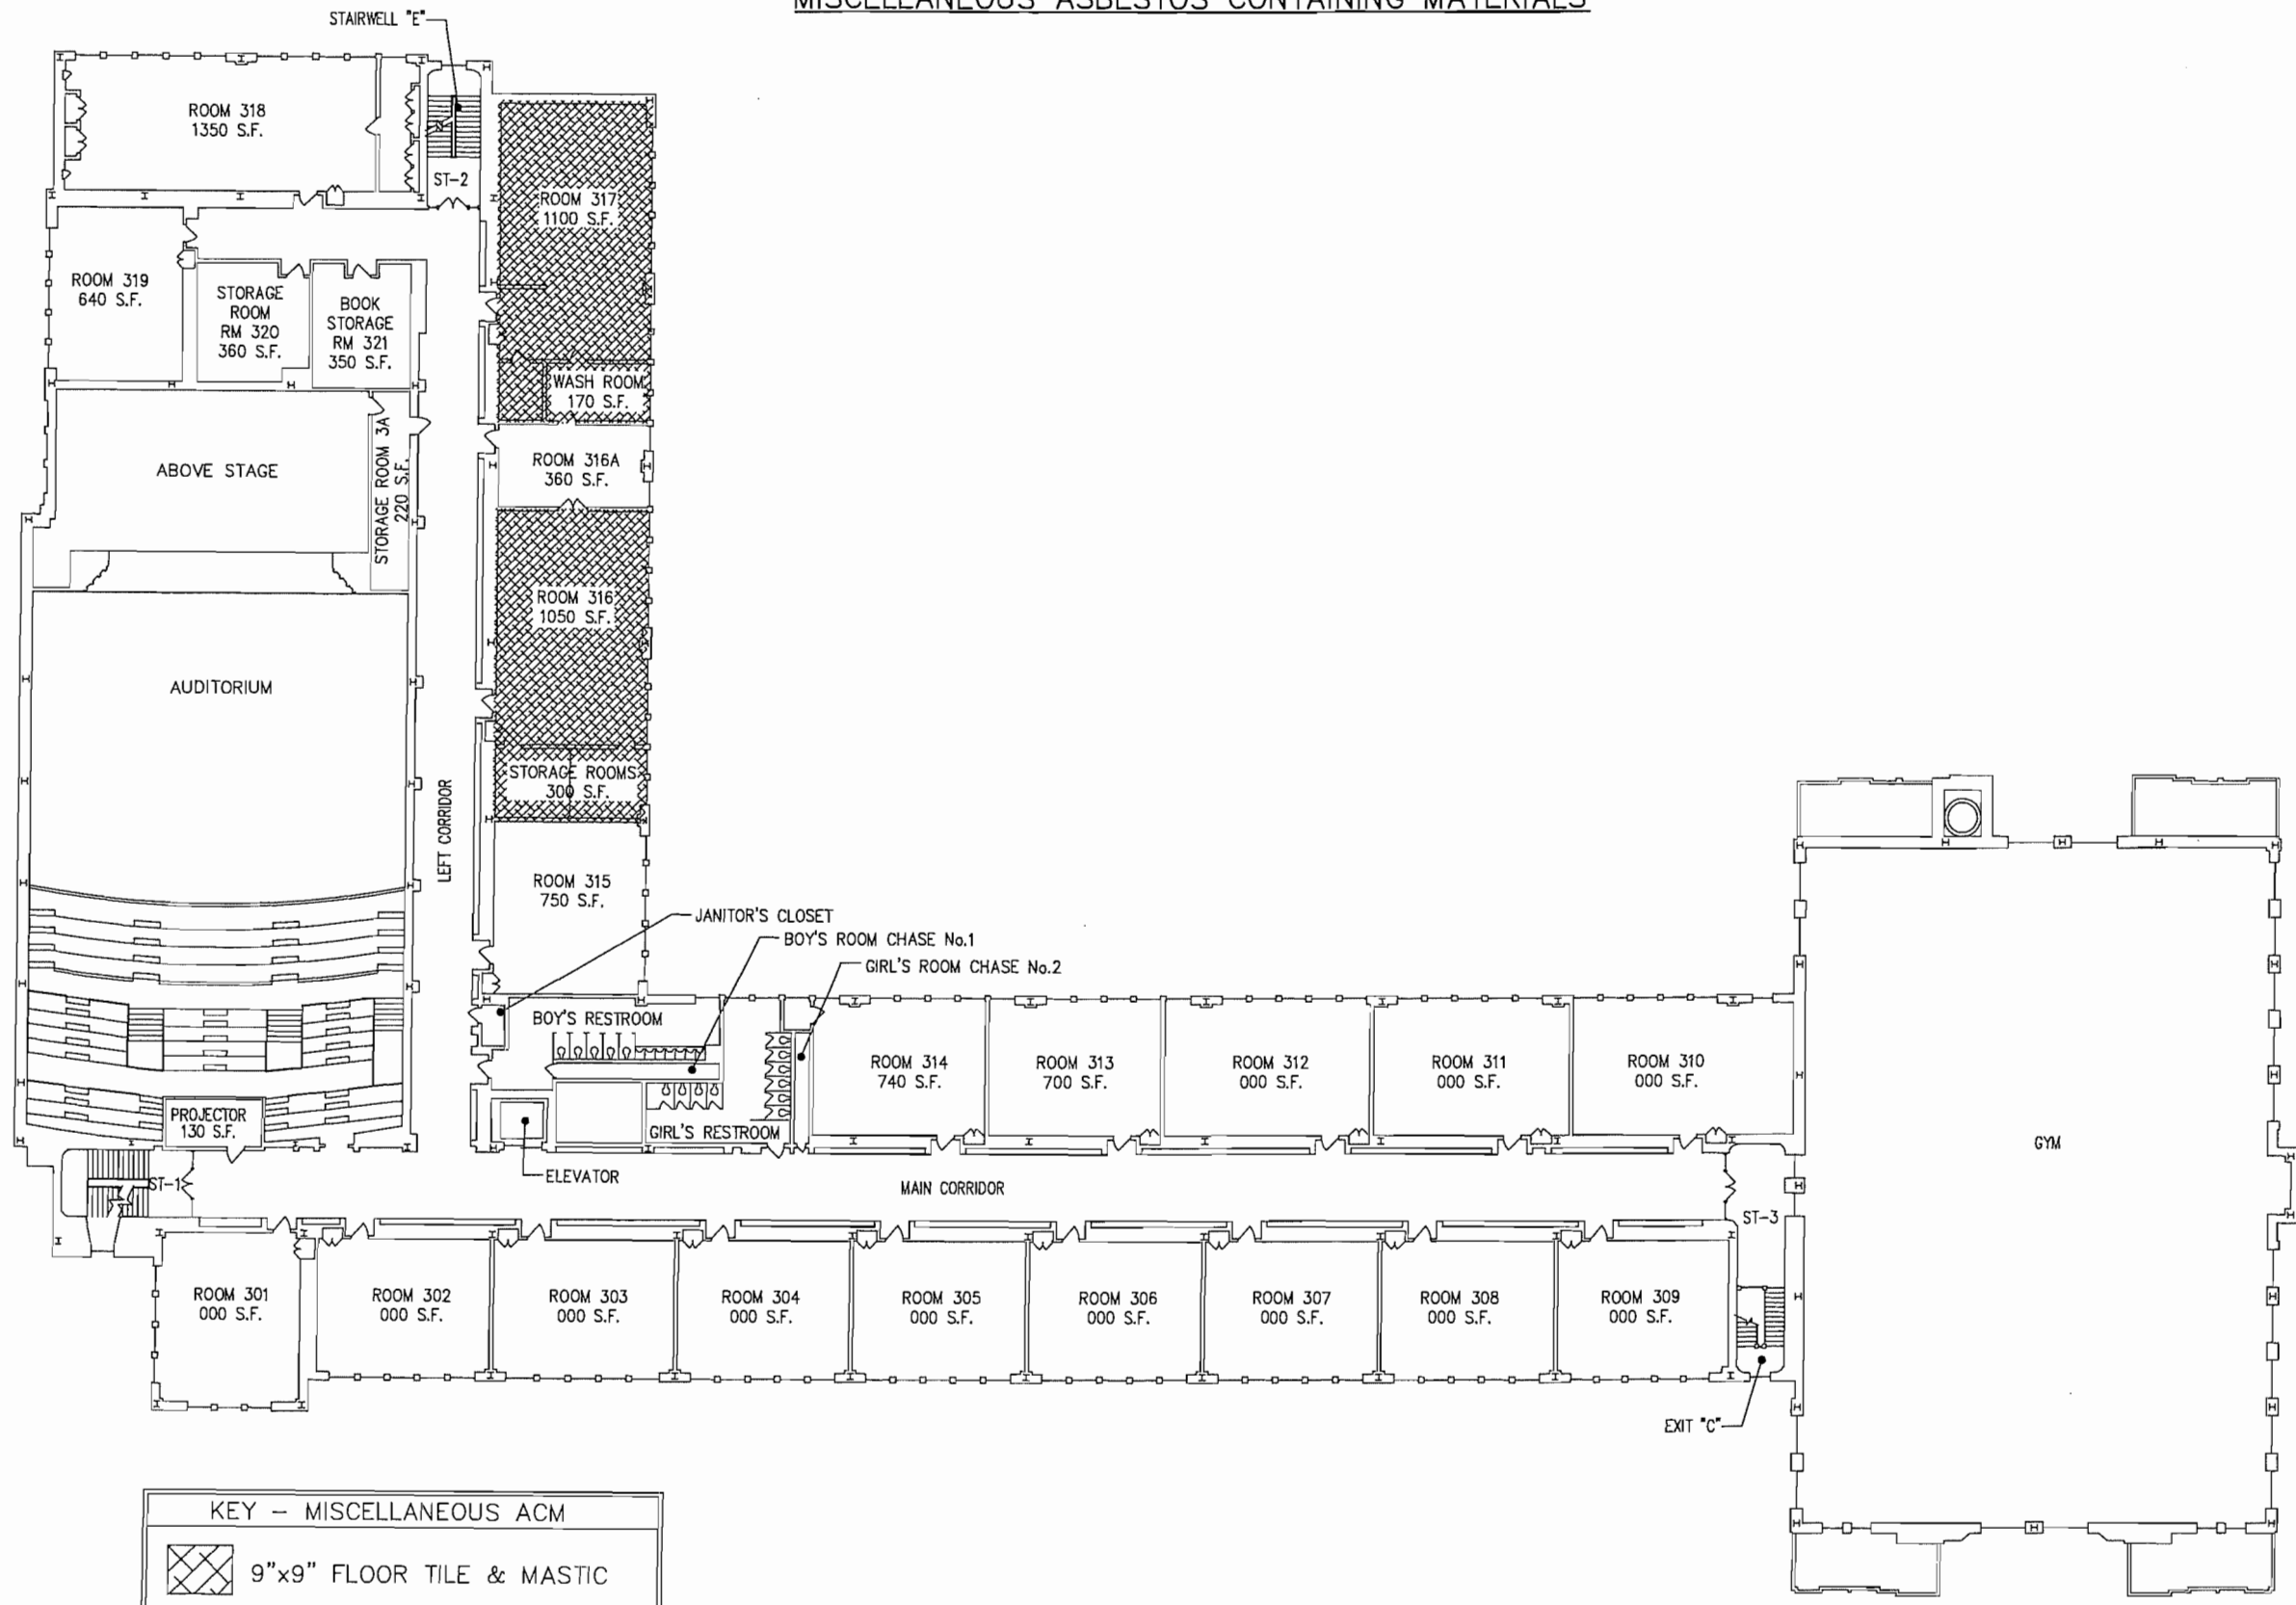 MISCELLANEOUS ASBESTOS CONTAINING MATERIALS
STAIRWELL "E"
ROOM 318
1350 S.F.
ST-2
ROOM 317
1100 S.F.
ROOM 319
640 S.F.
STORAGE
ROOM
RM 320
360 S.F.
BOOK
STORAGE
RM 321
350 S.F.
WASH ROOM
170 S.F.
ABOVE STAGE
STORAGE ROOM 3A
220 S.F.
ROOM 316A
360 S.F.
ROOM 316
1050 S.F.
AUDITORIUM
LEFT CORRIDOR
STORAGE ROOMS
300 S.F.
ROOM 315
750 S.F.
JANITOR'S CLOSET
BOY'S ROOM CHASE No.1
GIRL'S ROOM CHASE No.2
BOY'S RESTROOM
ROOM 314
740 S.F.
ROOM 313
700 S.F.
ROOM 312
000 S.F.
ROOM 311
000 S.F.
ROOM 310
000 S.F.
PROJECTOR
130 S.F.
GIRL'S RESTROOM
GYM
ST-1
ELEVATOR
MAIN CORRIDOR
ST-3
ROOM 301
000 S.F.
ROOM 302
000 S.F.
ROOM 303
000 S.F.
ROOM 304
000 S.F.
ROOM 305
000 S.F.
ROOM 306
000 S.F.
ROOM 307
000 S.F.
ROOM 308
000 S.F.
ROOM 309
000 S.F.
EXIT "C"
KEY - MISCELLANEOUS ACM
9"x9" FLOOR TILE & MASTIC